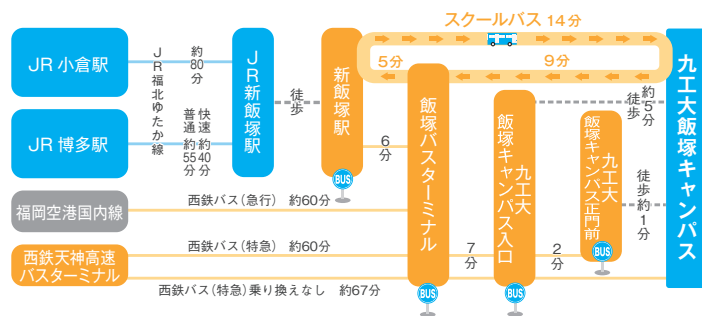 スクールバス 14分
5分
9分
JR 小倉駅
約80分
JR福北ゆたか線
JR 博多駅
普通 約55分
快速 約40分
JR新飯塚駅
徒歩
新飯塚駅
BUS
6分
飯塚バスターミナル
BUS
7分
九工大
飯塚キャンパス入口
BUS
2分
九工大
飯塚キャンパス正門前
BUS
徒歩
約5分
徒歩約1分
九工大飯塚キャンパス
福岡空港国内線
西鉄バス(急行) 約60分
西鉄天神高速
バスターミナル
西鉄バス(特急) 約60分
西鉄バス(特急)乗り換えなし 約67分